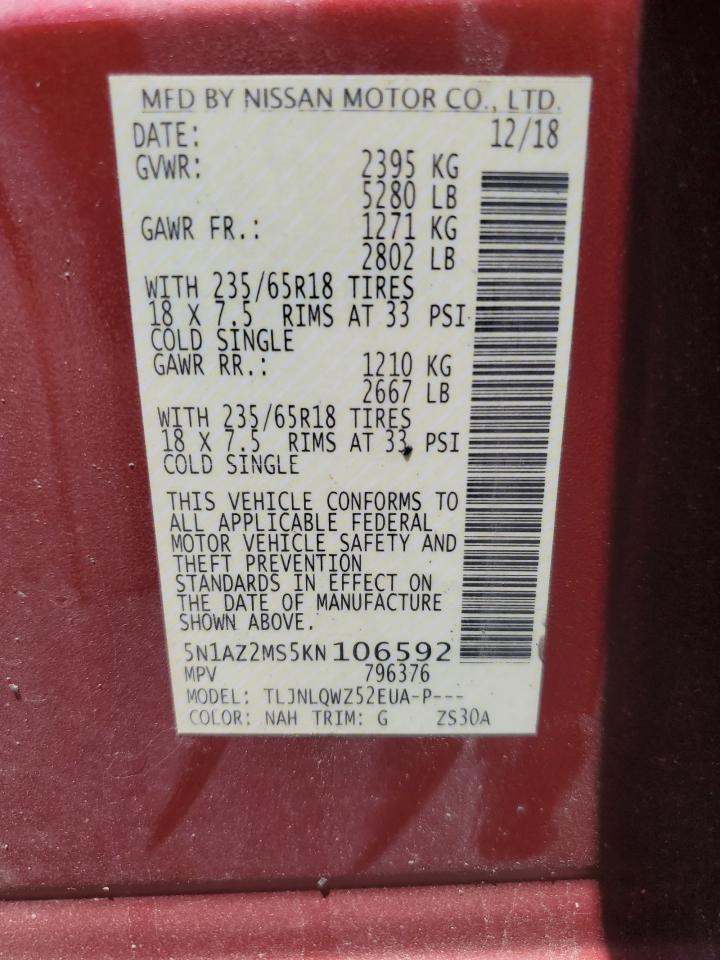 MFD BY NISSAN MOTOR CO., LTD.
DATE: 12/18
GVWR: 2395 KG
5280 LB
GAWR FR.: 1271 KG
2802 LB
WITH 235/65R18 TIRES
18 X 7.5 RIMS AT 33 PSI
COLD SINGLE
GAWR RR.: 1210 KG
2667 LB
WITH 235/65R18 TIRES
18 X 7.5 RIMS AT 33 PSI
COLD SINGLE
THIS VEHICLE CONFORMS TO
ALL APPLICABLE FEDERAL
MOTOR VEHICLE SAFETY AND
THEFT PREVENTION
STANDARDS IN EFFECT ON
THE DATE OF MANUFACTURE
SHOWN ABOVE.
5N1AZ2MS5KN106592
MPV 796376
MODEL: TLJNLQWZ52EUA-P---
COLOR: NAH TRIM: G ZS30A